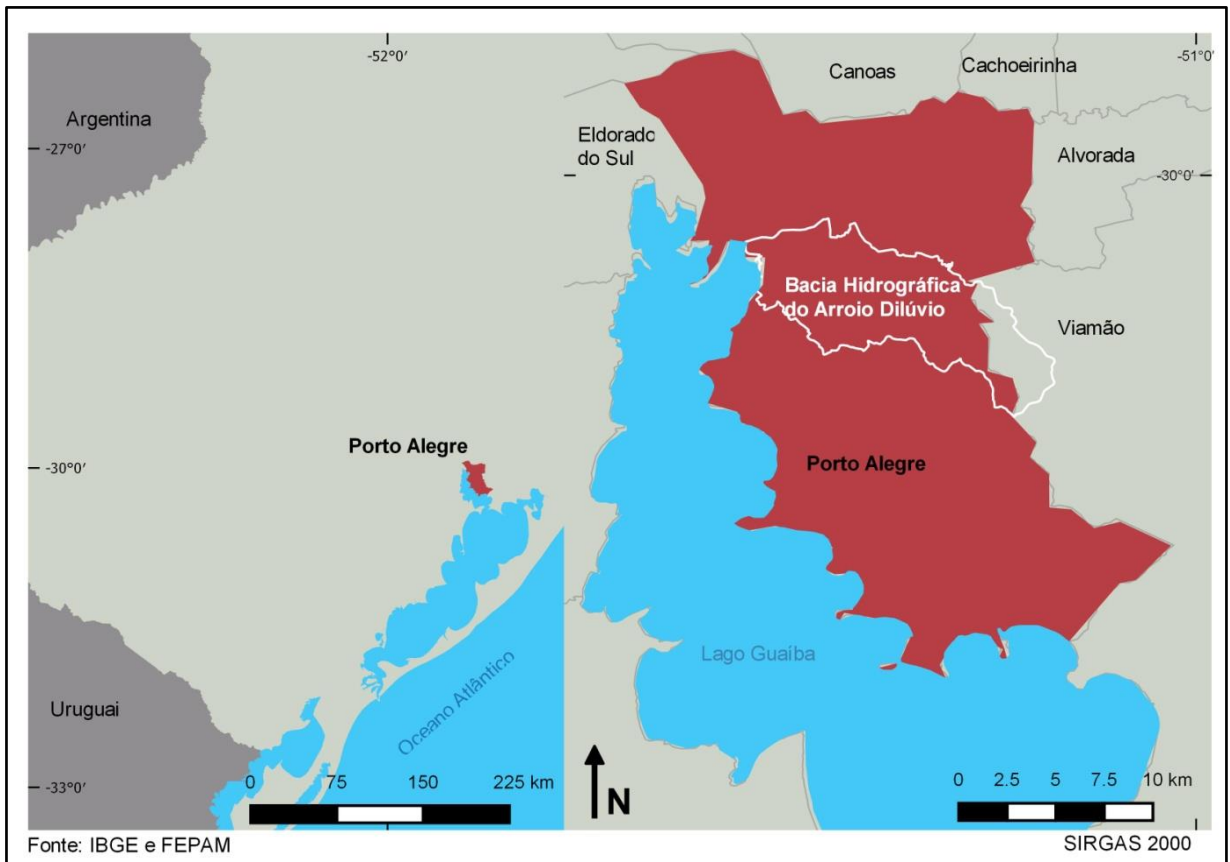 -52°0′
-51°0′
Canoas
Cachoeirinha
Argentina
Eldorado
do Sul
-27°0′
Alvorada
-30°0′
Bacia Hidrográfica
do Arroio Dilúvio
Viamão
Porto Alegre
-30°0′
Porto Alegre
Lago Guaíba
Oceano Atlântico
Uruguai
-33°0′
0 75 150 225 km
N
0 2.5 5 7.5 10 km
Fonte: IBGE e FEPAM
SIRGAS 2000